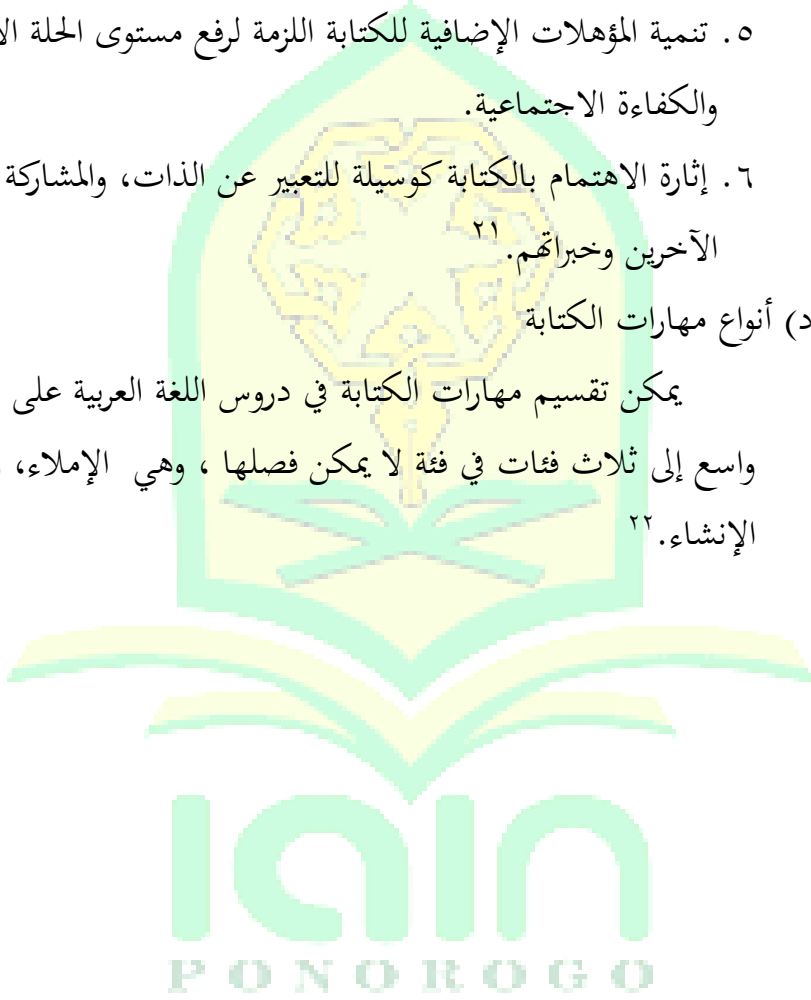 ٥. تنمية المؤهلات الإضافية للكتابة اللزمة لرفع مستوى الحلة
والكفاءة الاجتماعية.
٦. إثارة الاهتمام بالكتابة كوسيلة للتعبير عن الذات، والمشاركة
الآخرين وخبراتهم.٢١
د) أنواع مهارات الكتابة
يمكن تقسيم مهارات الكتابة في دروس اللغة العربية على
واسع إلى ثلاث فئات في فئة لا يمكن فصلها ، وهي الإملاء،
الإنشاء.٢٢
IAIN
PONOROGO